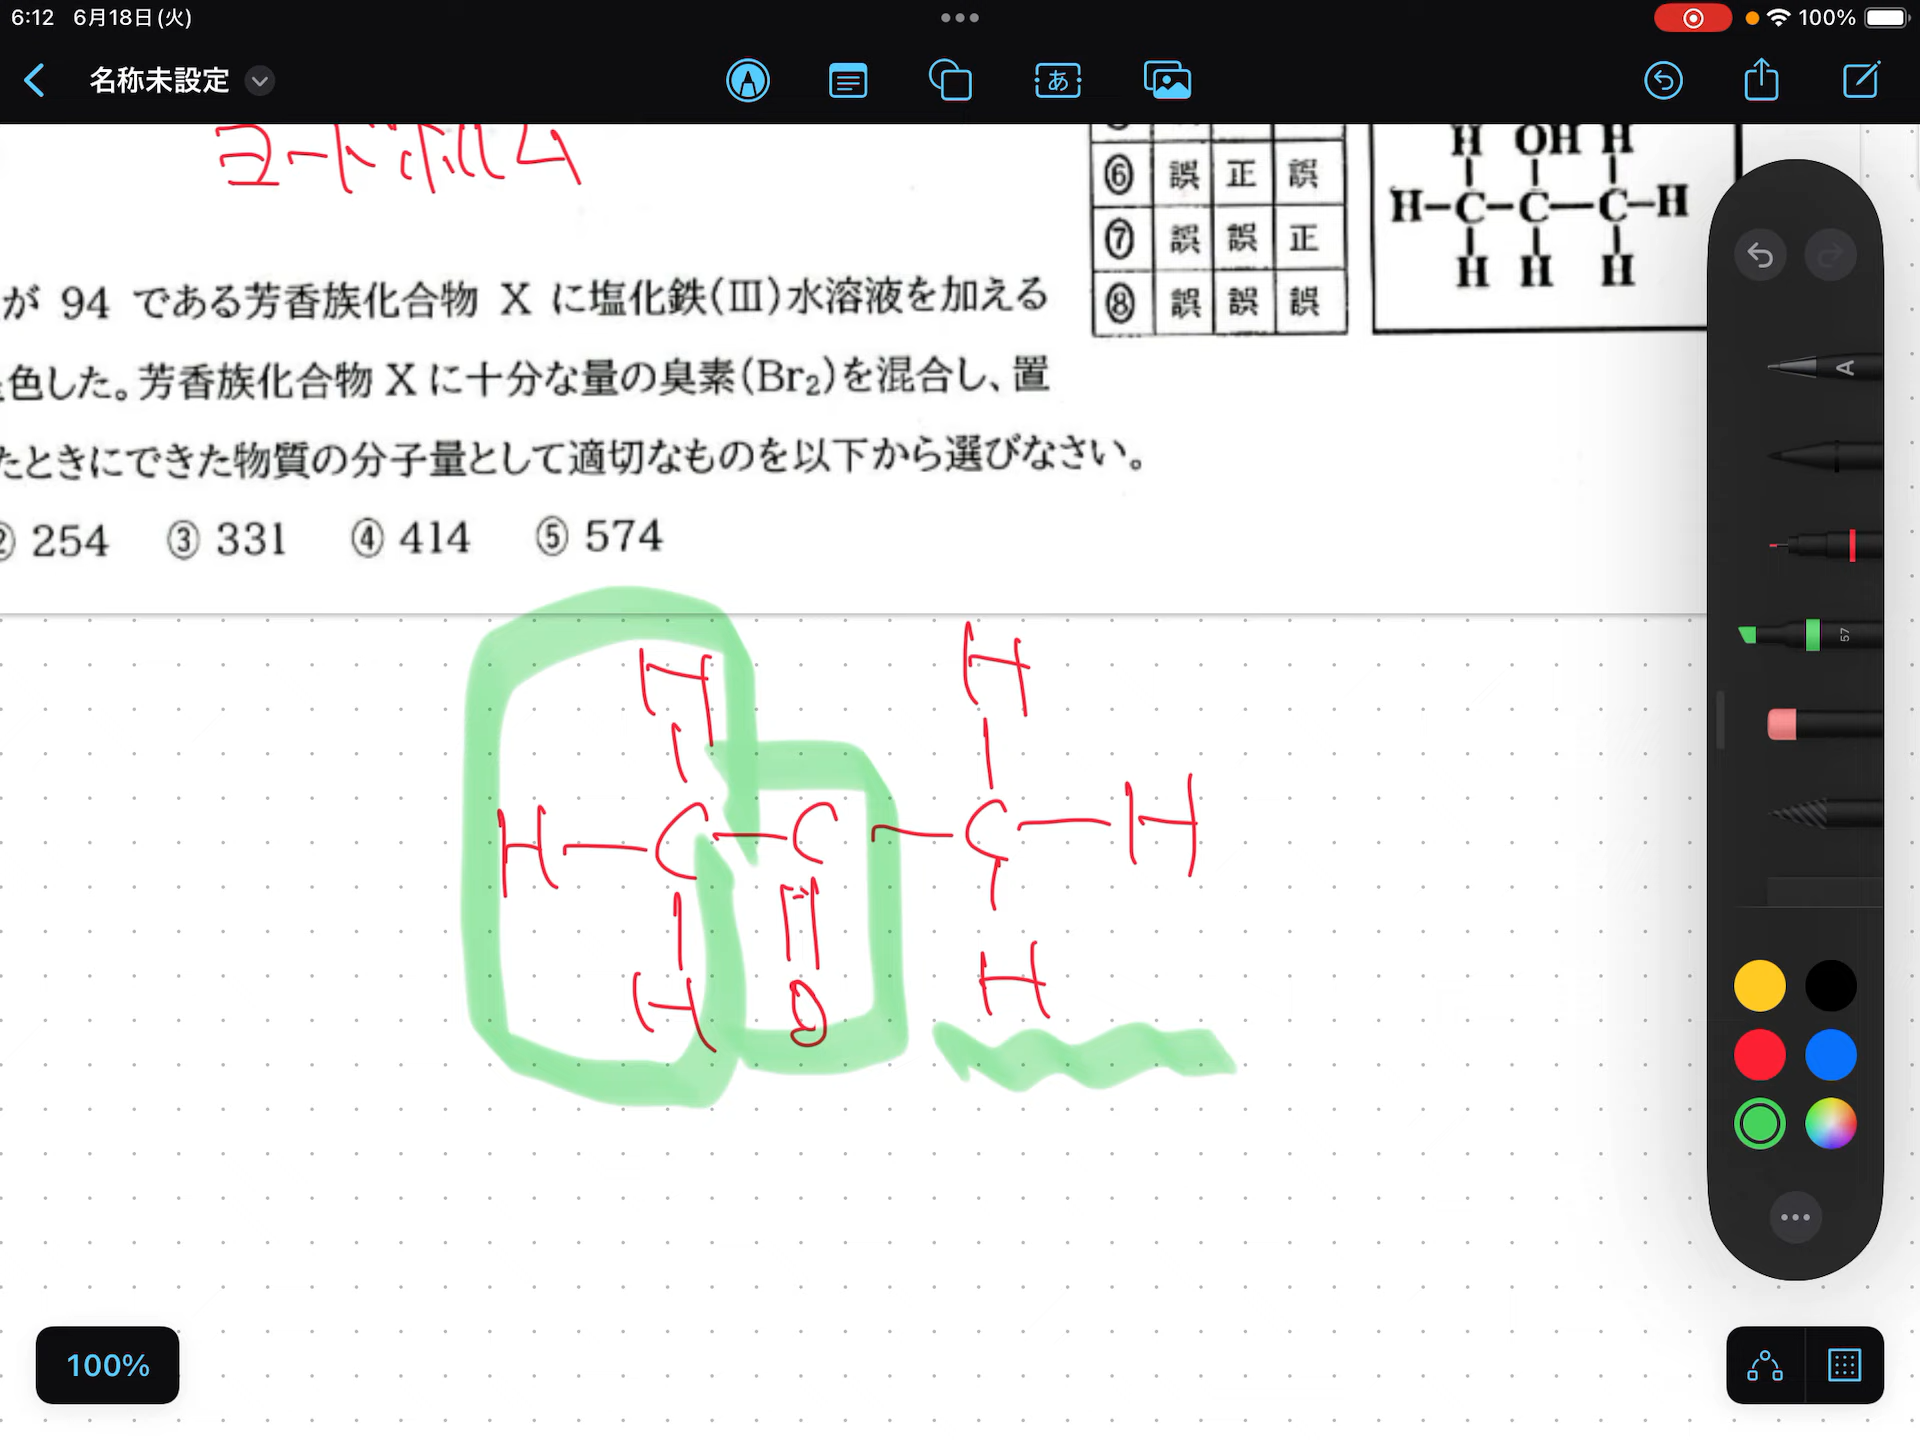 6:12 6月18日(火)
100%
名称未設定
あ
ヨードホルム
⑥ 誤 正 誤
⑦ 誤 誤 正
⑧ 誤 誤 誤
H OH H
H-C-C-C-H
H H H
が 94 である芳香族化合物 X に塩化鉄(Ⅲ)水溶液を加える
色した。芳香族化合物 X に十分な量の臭素(Br₂)を混合し、置
たときにできた物質の分子量として適切なものを以下から選びなさい。
② 254 ③ 331 ④ 414 ⑤ 574
H H
H-C-C-C-H
H O H
A
57
100%